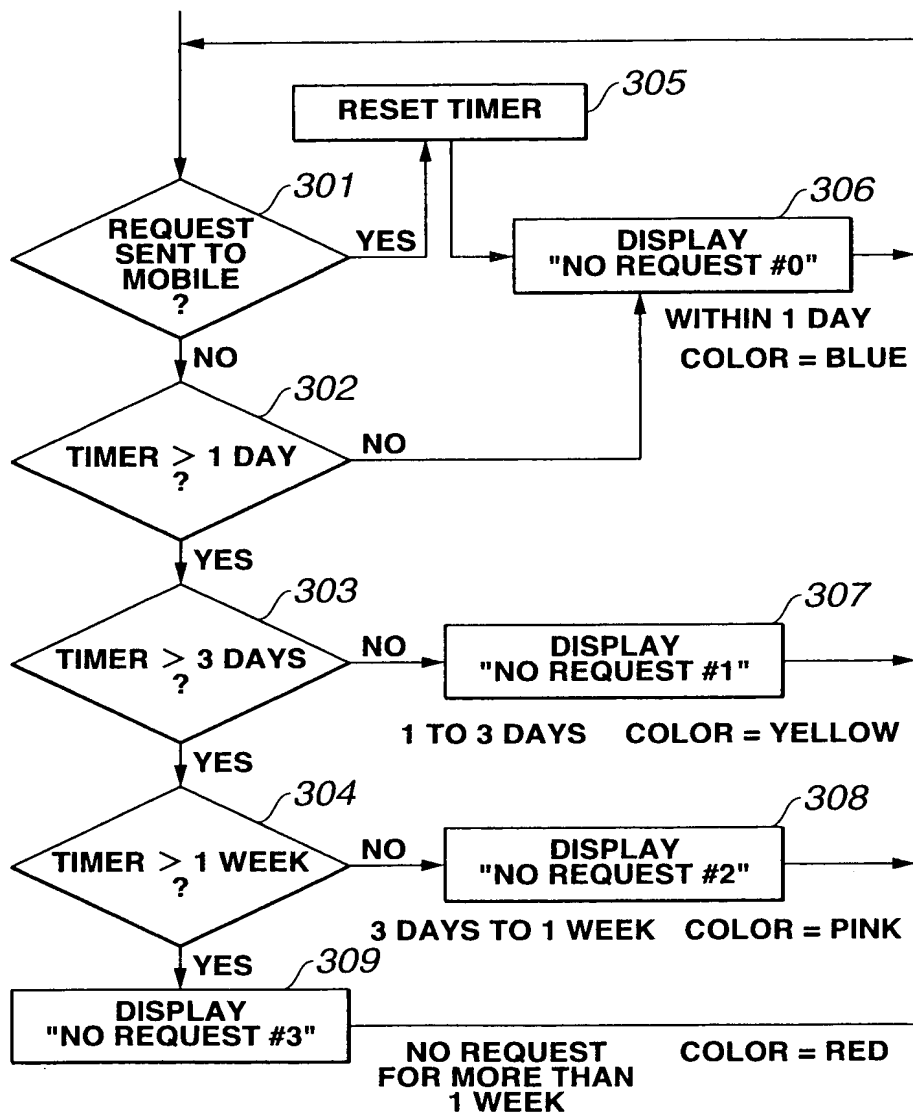 RESET TIMER
305
301
REQUEST
SENT TO
MOBILE
?
YES
306
DISPLAY
"NO REQUEST #0"
WITHIN 1 DAY
COLOR = BLUE
NO
302
TIMER > 1 DAY
?
NO
YES
303
TIMER > 3 DAYS
?
NO
307
DISPLAY
"NO REQUEST #1"
1 TO 3 DAYS COLOR = YELLOW
YES
304
TIMER > 1 WEEK
?
NO
308
DISPLAY
"NO REQUEST #2"
3 DAYS TO 1 WEEK COLOR = PINK
YES
309
DISPLAY
"NO REQUEST #3"
NO REQUEST
FOR MORE THAN
1 WEEK
COLOR = RED